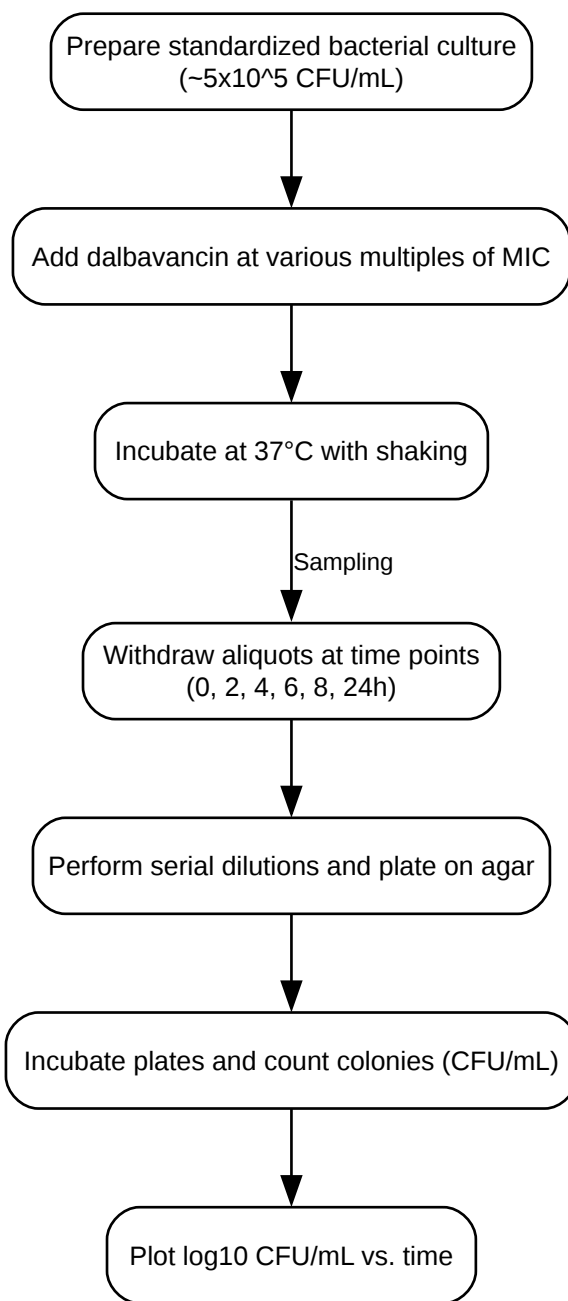 Prepare standardized bacterial culture
(~5x10^5 CFU/mL)
Add dalbavancin at various multiples of MIC
Incubate at 37°C with shaking
Sampling
Withdraw aliquots at time points
(0, 2, 4, 6, 8, 24h)
Perform serial dilutions and plate on agar
Incubate plates and count colonies (CFU/mL)
Plot log10 CFU/mL vs. time